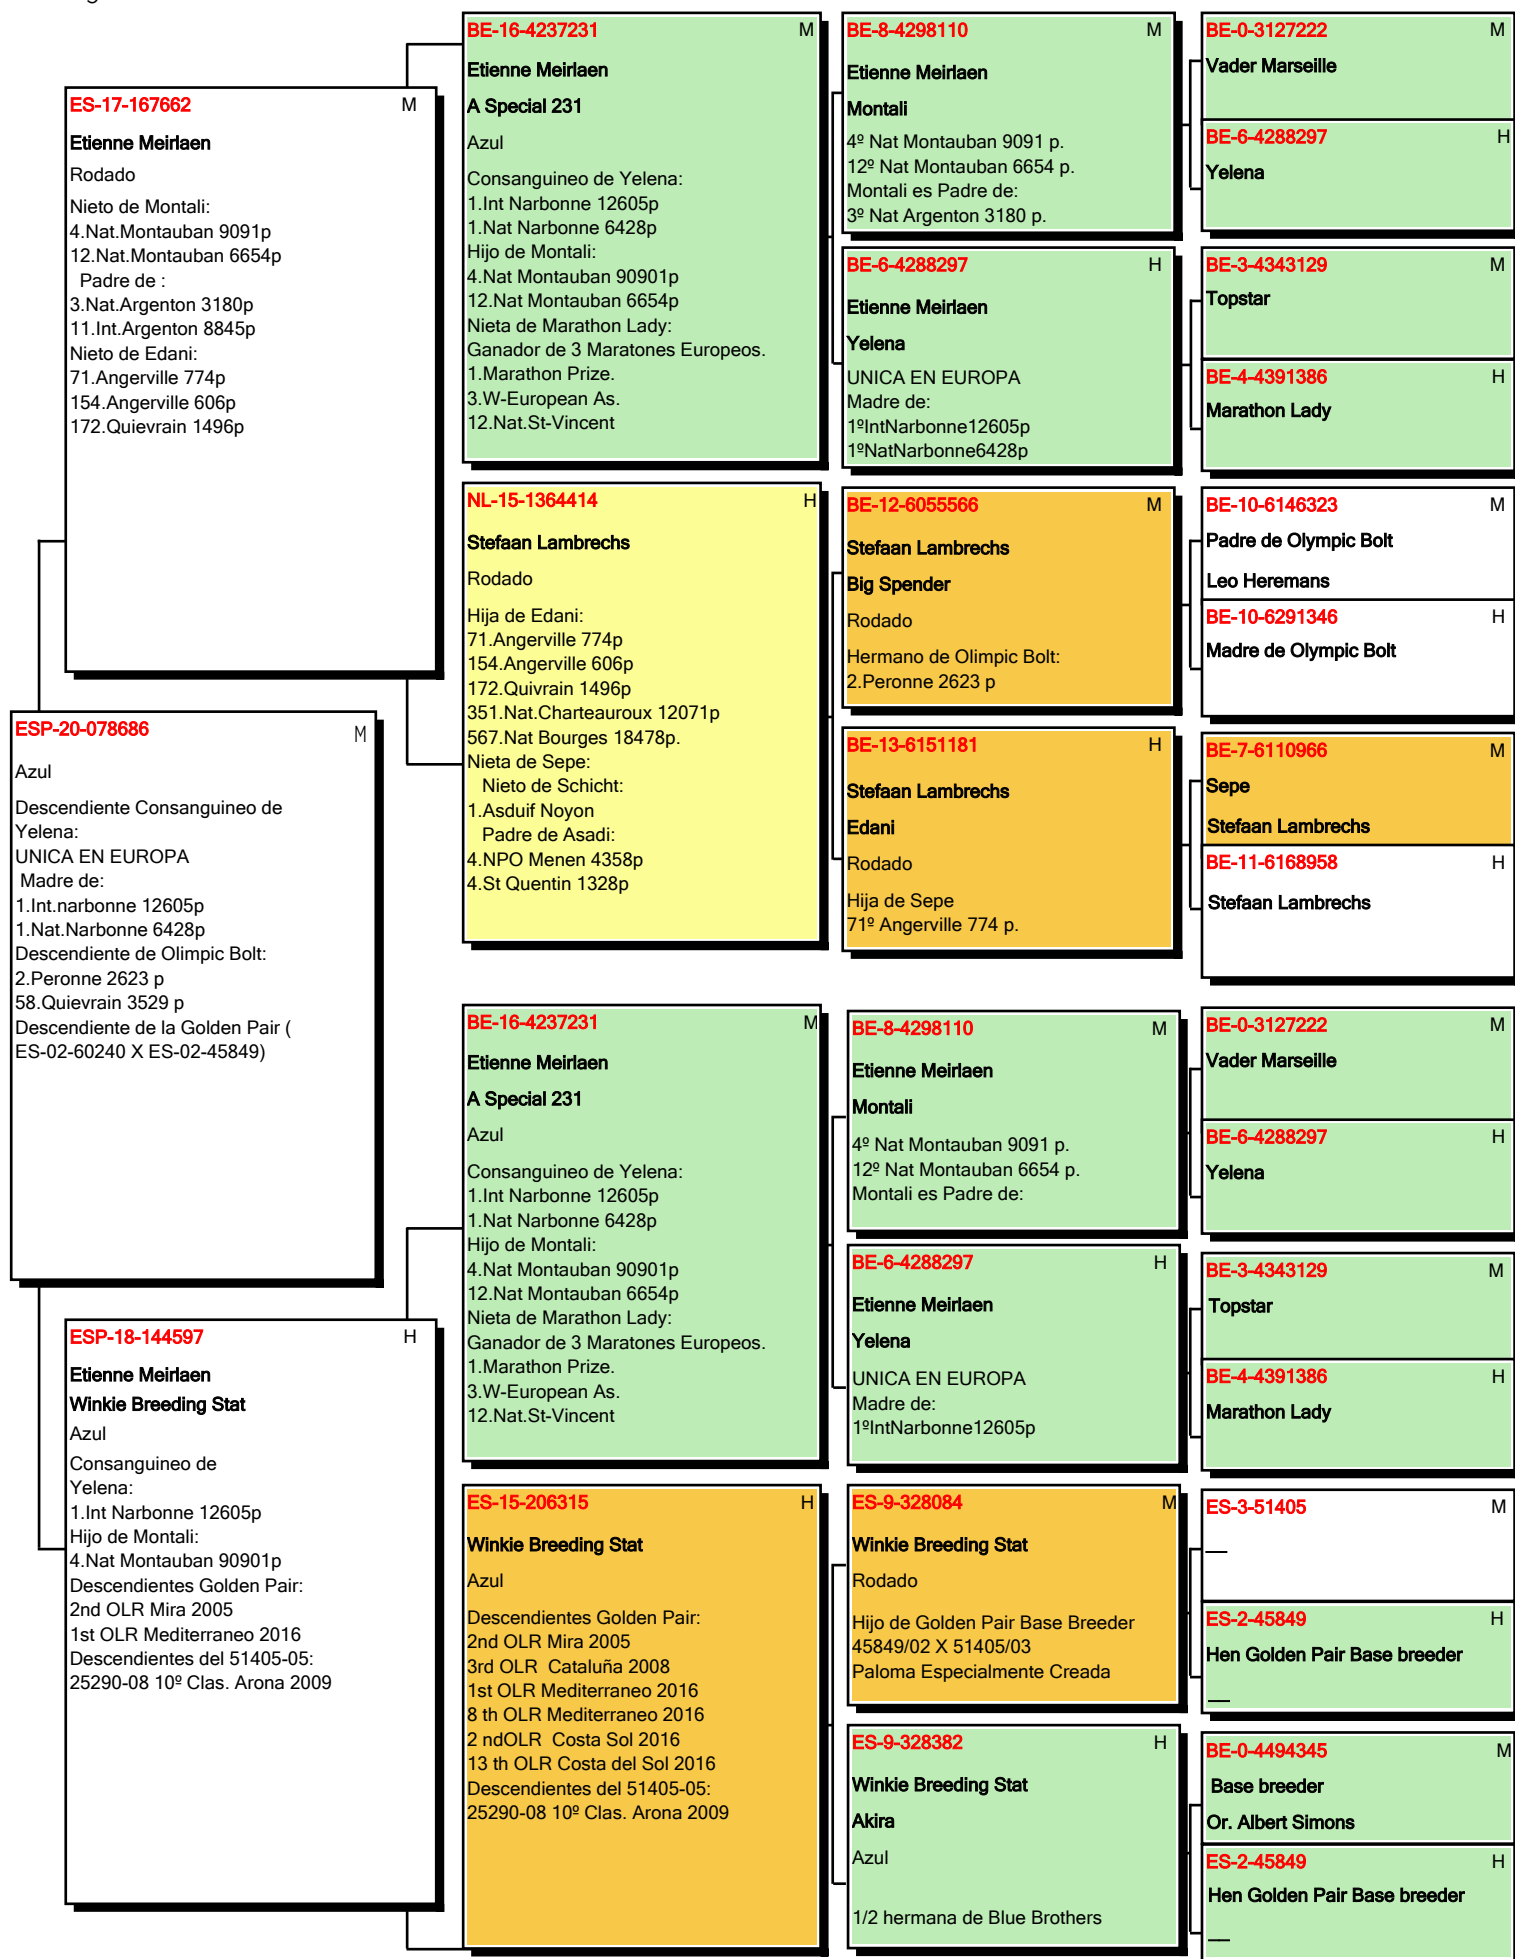 BE-16-4237231 M
Etienne Meirlaen
A Special 231
Azul
Consanguineo de Yelena:
1.Int Narbonne 12605p
1.Nat Narbonne 6428p
Hijo de Montali:
4.Nat Montauban 90901p
12.Nat Montauban 6654p
Nieta de Marathon Lady:
Ganador de 3 Maratones Europeos.
1.Marathon Prize.
3.W-European As.
12.Nat.St-Vincent
BE-8-4298110 M
Etienne Meirlaen
Montali
4º Nat Montauban 9091 p.
12º Nat Montauban 6654 p.
Montali es Padre de:
3º Nat Argenton 3180 p.
BE-0-3127222 M
Vader Marseille
BE-6-4288297 H
Yelena
ES-17-167662 M
Etienne Meirlaen
Rodado
Nieto de Montali:
4.Nat.Montauban 9091p
12.Nat.Montauban 6654p
Padre de :
3.Nat.Argenton 3180p
11.Int.Argenton 8845p
Nieto de Edani:
71.Angerville 774p
154.Angerville 606p
172.Quievrain 1496p
BE-6-4288297 H
Etienne Meirlaen
Yelena
UNICA EN EUROPA
Madre de:
1ºIntNarbonne12605p
1ºNatNarbonne6428p
BE-3-4343129 M
Topstar
BE-4-4391386 H
Marathon Lady
NL-15-1364414 H
Stefaan Lambrechs
Rodado
Hija de Edani:
71.Angerville 774p
154.Angerville 606p
172.Quivrain 1496p
351.Nat.Charteauroux 12071p
567.Nat Bourges 18478p.
Nieta de Sepe:
Nieto de Schicht:
1.Asduif Noyon
Padre de Asadi:
4.NPO Menen 4358p
4.St Quentin 1328p
BE-12-6055566 M
Stefaan Lambrechs
Big Spender
Rodado
Hermano de Olimpic Bolt:
2.Peronne 2623 p
BE-10-6146323 M
Padre de Olympic Bolt
Leo Heremans
BE-10-6291346 H
Madre de Olympic Bolt
BE-13-6151181 H
Stefaan Lambrechs
Edani
Rodado
Hija de Sepe
71º Angerville 774 p.
BE-7-6110966 M
Sepe
Stefaan Lambrechs
BE-11-6168958 H
Stefaan Lambrechs
ESP-20-078686 M
Azul
Descendiente Consanguineo de
Yelena:
UNICA EN EUROPA
Madre de:
1.Int.narbonne 12605p
1.Nat.Narbonne 6428p
Descendiente de Olimpic Bolt:
2.Peronne 2623 p
58.Quievrain 3529 p
Descendiente de la Golden Pair (
ES-02-60240 X ES-02-45849)
BE-16-4237231 M
Etienne Meirlaen
A Special 231
Azul
Consanguineo de Yelena:
1.Int Narbonne 12605p
1.Nat Narbonne 6428p
Hijo de Montali:
4.Nat Montauban 90901p
12.Nat Montauban 6654p
Nieta de Marathon Lady:
Ganador de 3 Maratones Europeos.
1.Marathon Prize.
3.W-European As.
12.Nat.St-Vincent
BE-8-4298110 M
Etienne Meirlaen
Montali
4º Nat Montauban 9091 p.
12º Nat Montauban 6654 p.
Montali es Padre de:
BE-0-3127222 M
Vader Marseille
BE-6-4288297 H
Yelena
BE-6-4288297 H
Etienne Meirlaen
Yelena
UNICA EN EUROPA
Madre de:
1ºIntNarbonne12605p
BE-3-4343129 M
Topstar
BE-4-4391386 H
Marathon Lady
ESP-18-144597 H
Etienne Meirlaen
Winkie Breeding Stat
Azul
Consanguineo de
Yelena:
1.Int Narbonne 12605p
Hijo de Montali:
4.Nat Montauban 90901p
Descendientes Golden Pair:
2nd OLR Mira 2005
1st OLR Mediterraneo 2016
Descendientes del 51405-05:
25290-08 10º Clas. Arona 2009
ES-15-206315 H
Winkie Breeding Stat
Azul
Descendientes Golden Pair:
2nd OLR Mira 2005
3rd OLR Cataluña 2008
1st OLR Mediterraneo 2016
8 th OLR Mediterraneo 2016
2 ndOLR Costa Sol 2016
13 th OLR Costa del Sol 2016
Descendientes del 51405-05:
25290-08 10º Clas. Arona 2009
ES-9-328084 M
Winkie Breeding Stat
Rodado
Hijo de Golden Pair Base Breeder
45849/02 X 51405/03
Paloma Especialmente Creada
ES-3-51405 M
__
ES-2-45849 H
Hen Golden Pair Base breeder
__
ES-9-328382 H
Winkie Breeding Stat
Akira
Azul
1/2 hermana de Blue Brothers
BE-0-4494345 M
Base breeder
Or. Albert Simons
ES-2-45849 H
Hen Golden Pair Base breeder
__